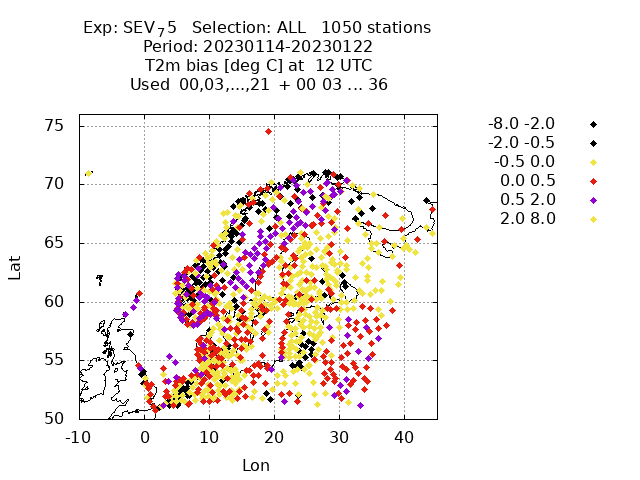 Exp: SEV₇5 Selection: ALL 1050 stations
Period: 20230114-20230122
T2m bias [deg C] at 12 UTC
Used 00,03,...,21 + 00 03 ... 36
75
70
65
60
55
50
Lat
-10 0 10 20 30 40
Lon
-8.0 -2.0
-2.0 -0.5
-0.5 0.0
0.0 0.5
0.5 2.0
2.0 8.0